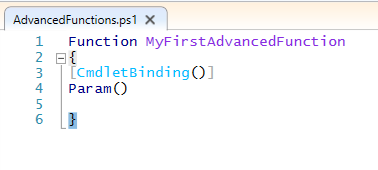 AdvancedFunctions.ps1
1 Function MyFirstAdvancedFunction
2 {
3 [CmdletBinding()]
4 Param()
5
6 }